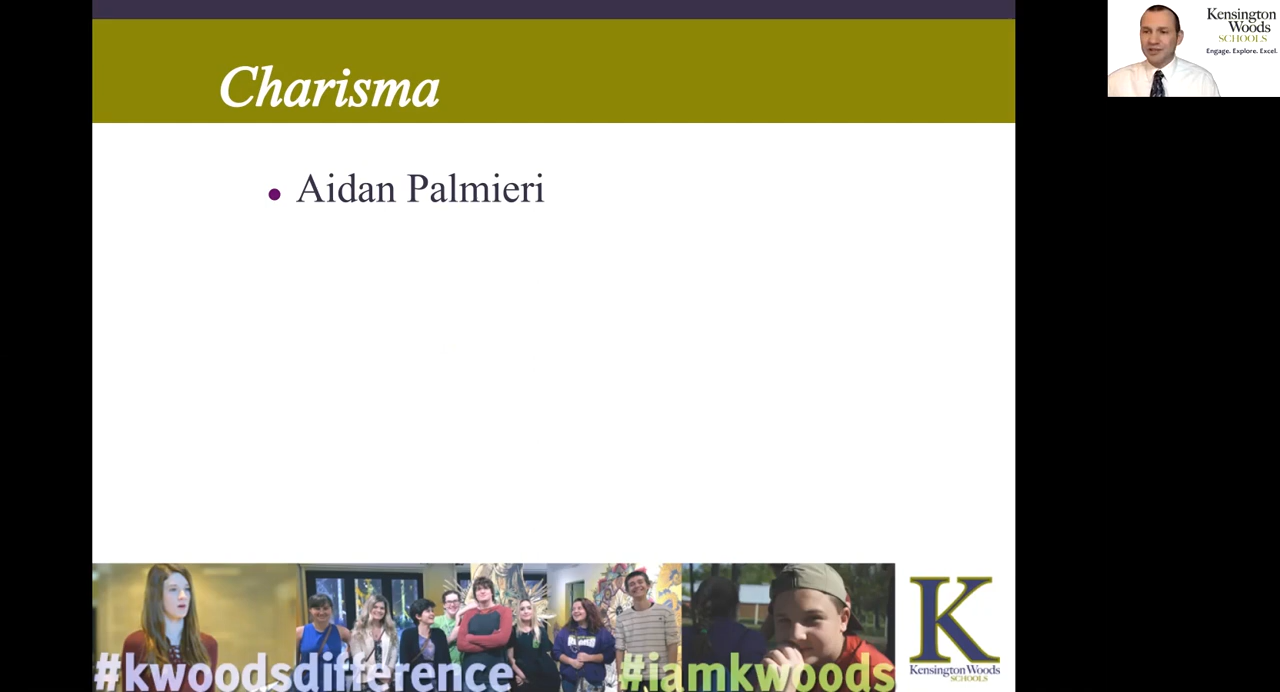 Charisma
Kensington
Woods
SCHOOLS
Engage. Explore. Excel.
• Aidan Palmieri
#kwoodsdifference
#iamkwoods
K
Kensington Woods
SCHOOLS